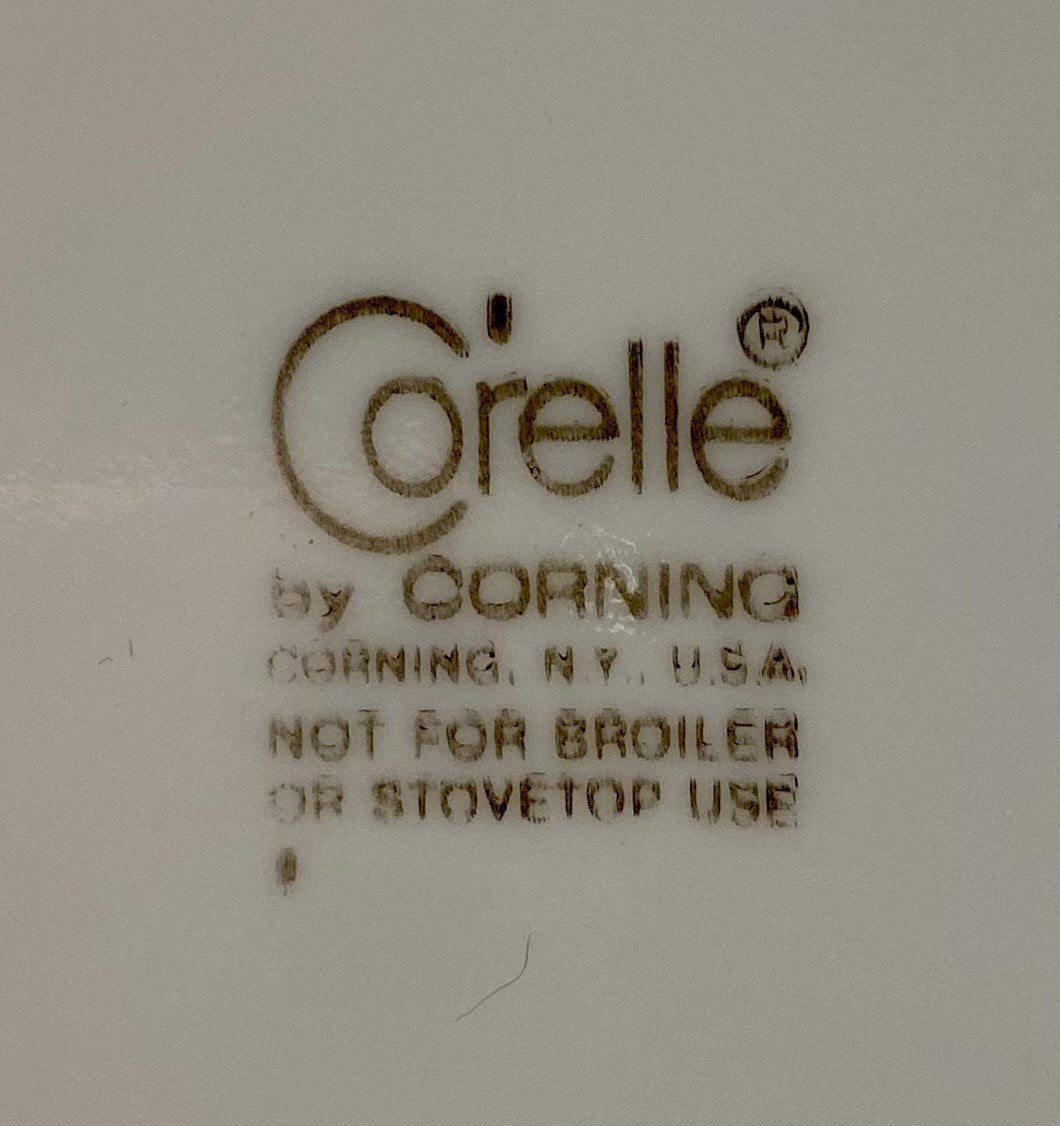 Corelle®
by CORNING
CORNING, N.Y., U.S.A.
NOT FOR BROILER
OR STOVETOP USE